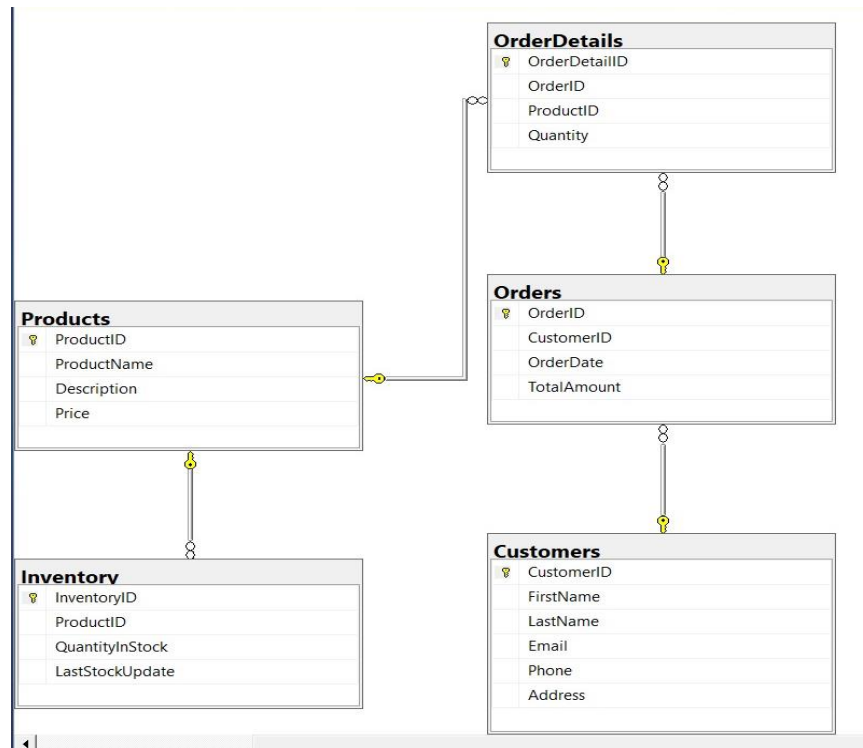 OrderDetails
OrderDetailID
OrderID
ProductID
Quantity
Orders
OrderID
CustomerID
OrderDate
TotalAmount
Products
ProductID
ProductName
Description
Price
Inventory
InventoryID
ProductID
QuantityInStock
LastStockUpdate
Customers
CustomerID
FirstName
LastName
Email
Phone
Address